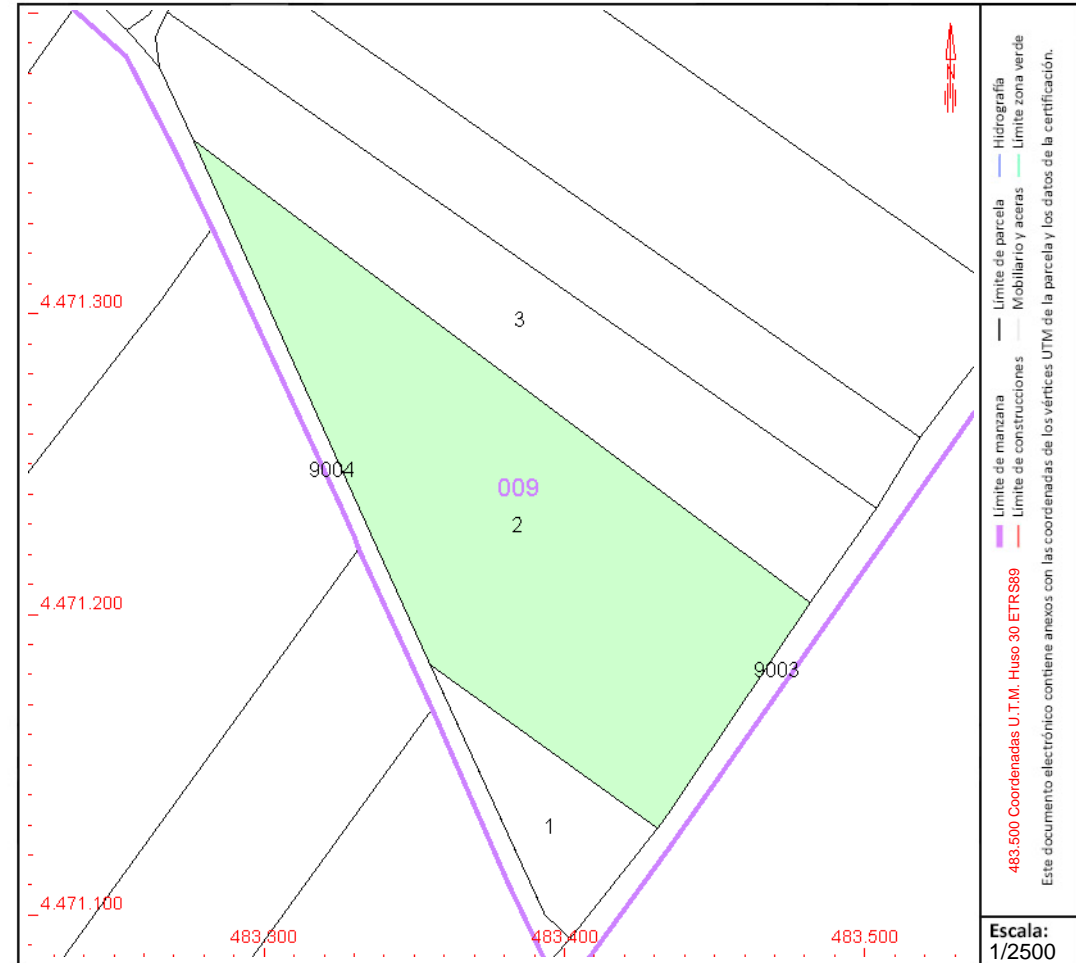 N
4.471.300
3
9004
009
2
4.471.200
9003
1
4.471.100
483.300
483.400
483.500
483.500 Coordenadas U.T.M. Huso 30 ETRS89
Límite de manzana
Límite de parcela
Hidrografía
Límite de construcciones
Mobiliario y aceras
Límite zona verde
Este documento electrónico contiene anexos con las coordenadas de los vértices UTM de la parcela y los datos de la certificación.
Escala:
1/2500